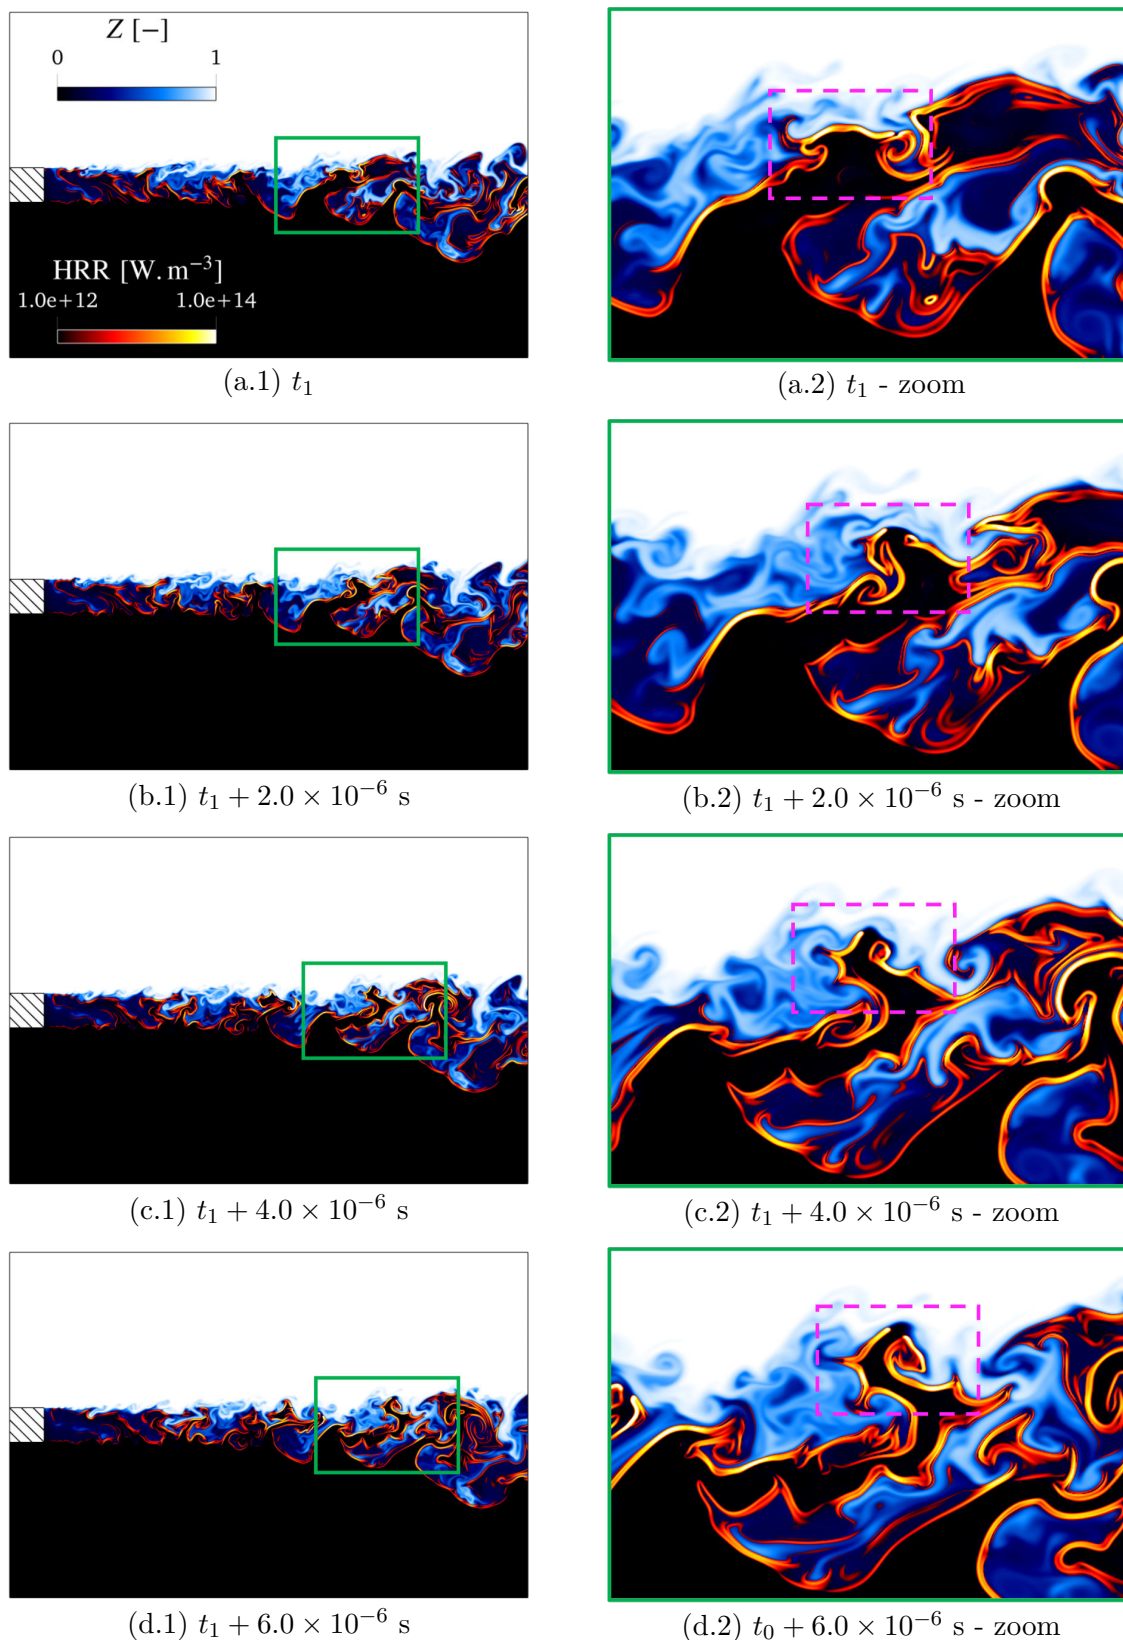 Z [−]
0 1
HRR [W. m⁻³]
1.0e+12 1.0e+14
(a.1) t₁
(a.2) t₁ - zoom
(b.1) t₁ + 2.0 × 10⁻⁶ s
(b.2) t₁ + 2.0 × 10⁻⁶ s - zoom
(c.1) t₁ + 4.0 × 10⁻⁶ s
(c.2) t₁ + 4.0 × 10⁻⁶ s - zoom
(d.1) t₁ + 6.0 × 10⁻⁶ s
(d.2) t₀ + 6.0 × 10⁻⁶ s - zoom